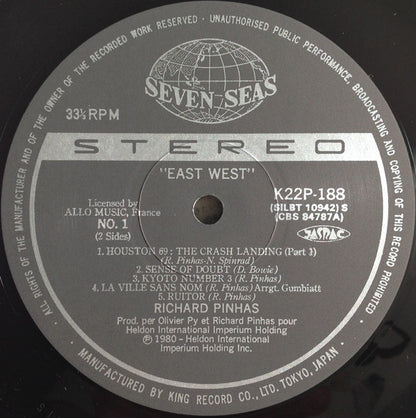 ALL RIGHTS OF THE MANUFACTURER AND OF THE OWNER OF THE RECORDED WORK RESERVED · UNAUTHORISED PUBLIC PERFORMANCE, BROADCASTING AND COPYING OF THIS RECORD PROHIBITED.
SEVEN SEAS
33⅓RPM
STEREO
"EAST WEST"
Licensed by
ALLO MUSIC, France
NO. 1
(2 Sides)
K22P-188
(SILBT 10942) S
(CBS 84787A)
JASRAC
1. HOUSTON 69: THE CRASH LANDING (Part 3)
(R. Pinhas-N. Spinrad)
2. SENSE OF DOUBT (D. Bowie)
3. KYOTO NUMBER 3 (R. Pinhas)
4. LA VILLE SANS NOM (R. Pinhas) Arrgt. Gumbiatt
5. RUITOR (R. Pinhas)
RICHARD PINHAS
Prod. per Olivier Py et Richard Pinhas pour
Heldon International Imperium Holding
Ⓟ 1980 - Heldon International
Imperium Holding Inc.
MANUFACTURED BY KING RECORD CO., LTD. TOKYO, JAPAN ·